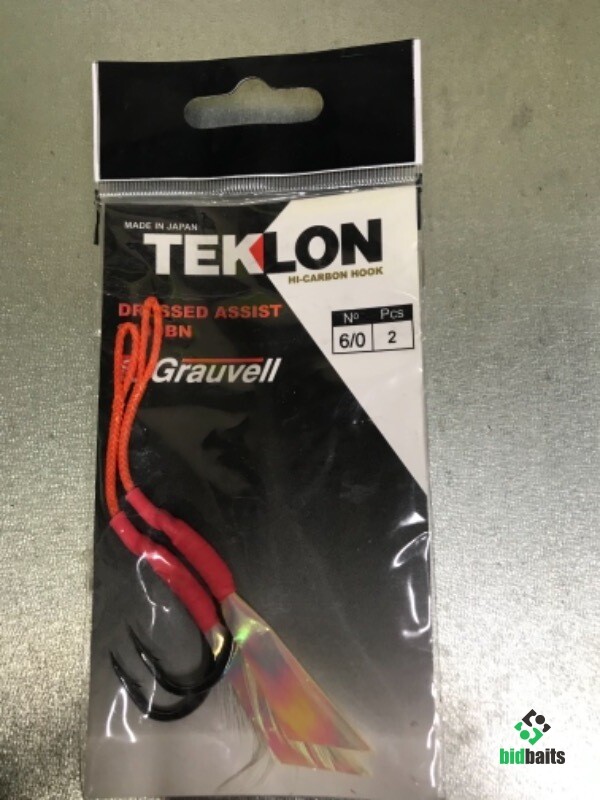 MADE IN JAPAN
TEKLON
HI-CARBON HOOK
ASSIST
BN
Grauvell
Nº Pcs
6/0 2
bidbaits